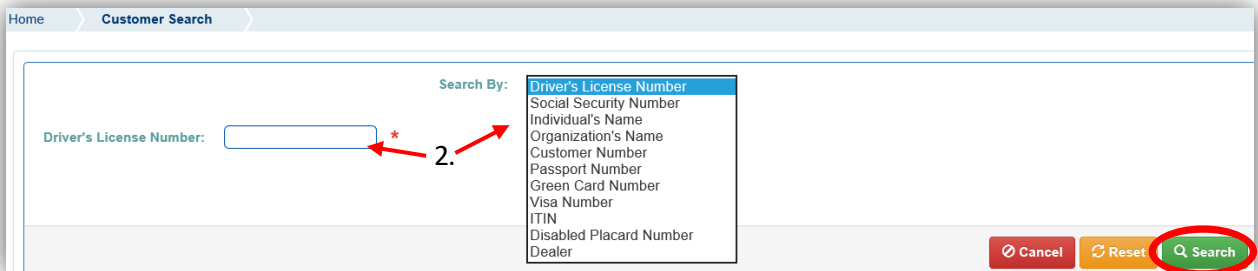 Home Customer Search
Search By:
Driver's License Number
Social Security Number
Individual's Name
Organization's Name
Customer Number
Passport Number
Green Card Number
Visa Number
ITIN
Disabled Placard Number
Dealer
Driver's License Number: *
2.
Cancel Reset Search